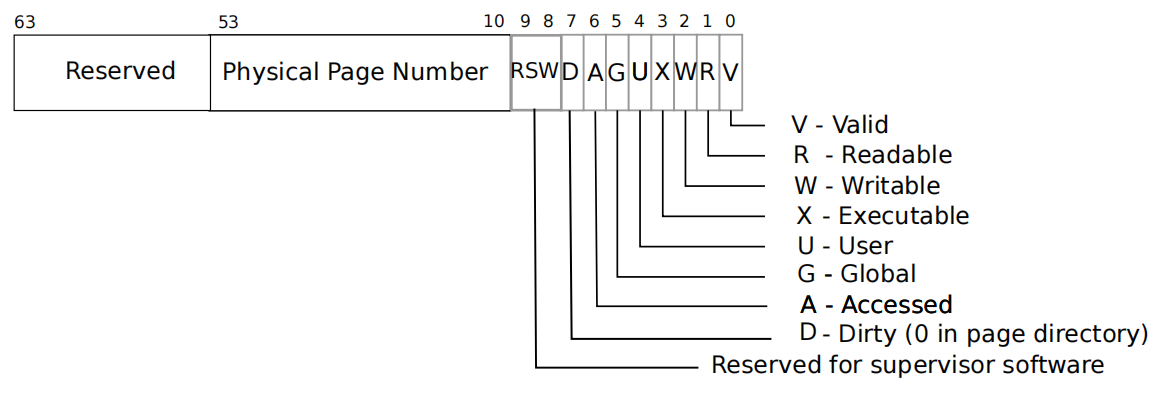 63 53 10 9 8 7 6 5 4 3 2 1 0
Reserved Physical Page Number RSW D A G U X W R V
V - Valid
R - Readable
W - Writable
X - Executable
U - User
G - Global
A - Accessed
D - Dirty (0 in page directory)
Reserved for supervisor software